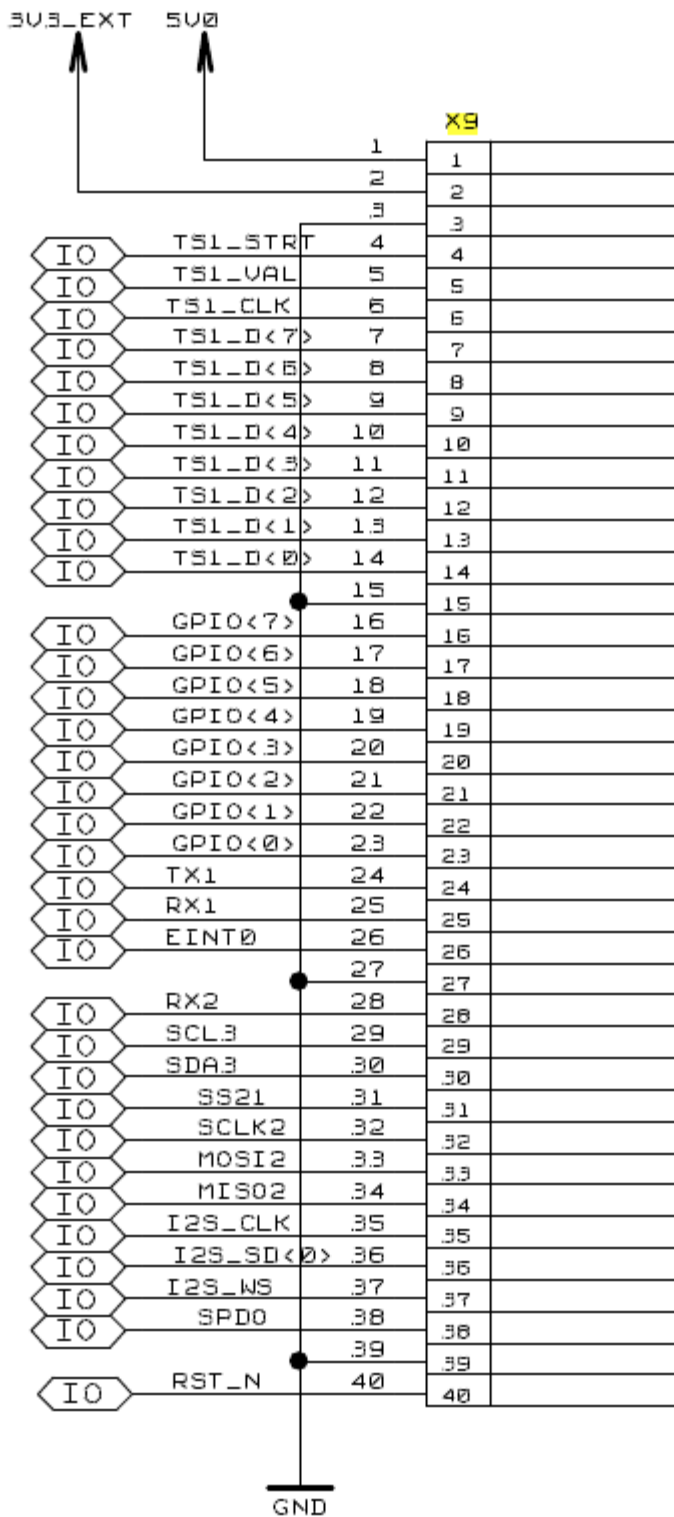 3V3_EXT 5V0
X9
1 1
2 2
3 3
IO TS1_STRT 4 4
IO TS1_VAL 5 5
IO TS1_CLK 6 6
IO TS1_D<7> 7 7
IO TS1_D<6> 8 8
IO TS1_D<5> 9 9
IO TS1_D<4> 10 10
IO TS1_D<3> 11 11
IO TS1_D<2> 12 12
IO TS1_D<1> 13 13
IO TS1_D<0> 14 14
15 15
IO GPIO<7> 16 16
IO GPIO<6> 17 17
IO GPIO<5> 18 18
IO GPIO<4> 19 19
IO GPIO<3> 20 20
IO GPIO<2> 21 21
IO GPIO<1> 22 22
IO GPIO<0> 23 23
IO TX1 24 24
IO RX1 25 25
IO EINT0 26 26
27 27
IO RX2 28 28
IO SCL3 29 29
IO SDA3 30 30
IO SS21 31 31
IO SCLK2 32 32
IO MOSI2 33 33
IO MISO2 34 34
IO I2S_CLK 35 35
IO I2S_SD<0> 36 36
IO I2S_WS 37 37
IO SPDO 38 38
39 39
IO RST_N 40 40
GND